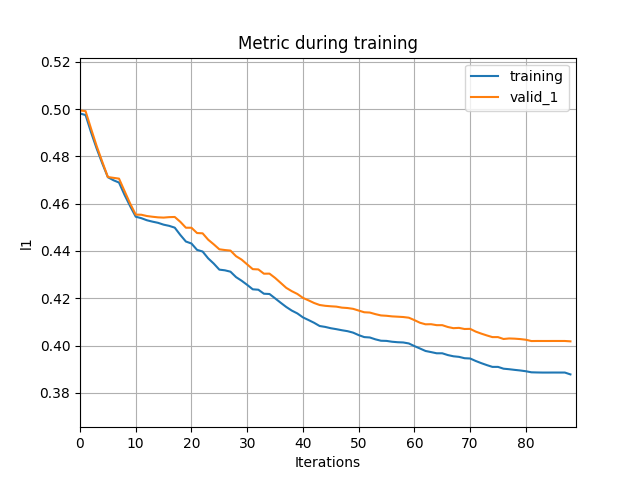 Metric during training
0.52
0.50
0.48
0.46
0.44
0.42
0.40
0.38
l1
training
valid_1
0 10 20 30 40 50 60 70 80
Iterations